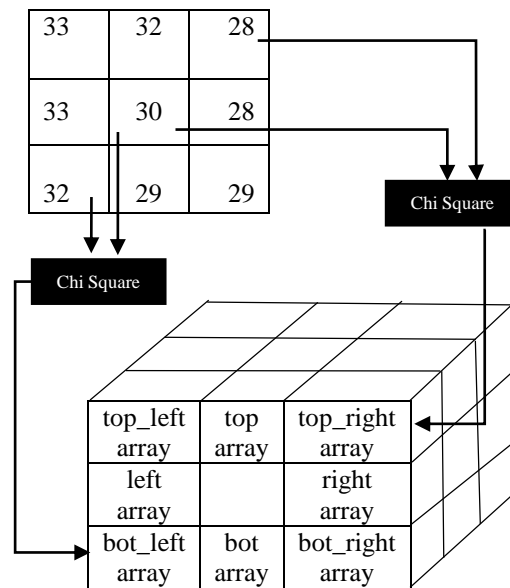 33 32 28
33 30 28
32 29 29
Chi Square
Chi Square
top_left top top_right
array array array
left right
array array
bot_left bot bot_right
array array array